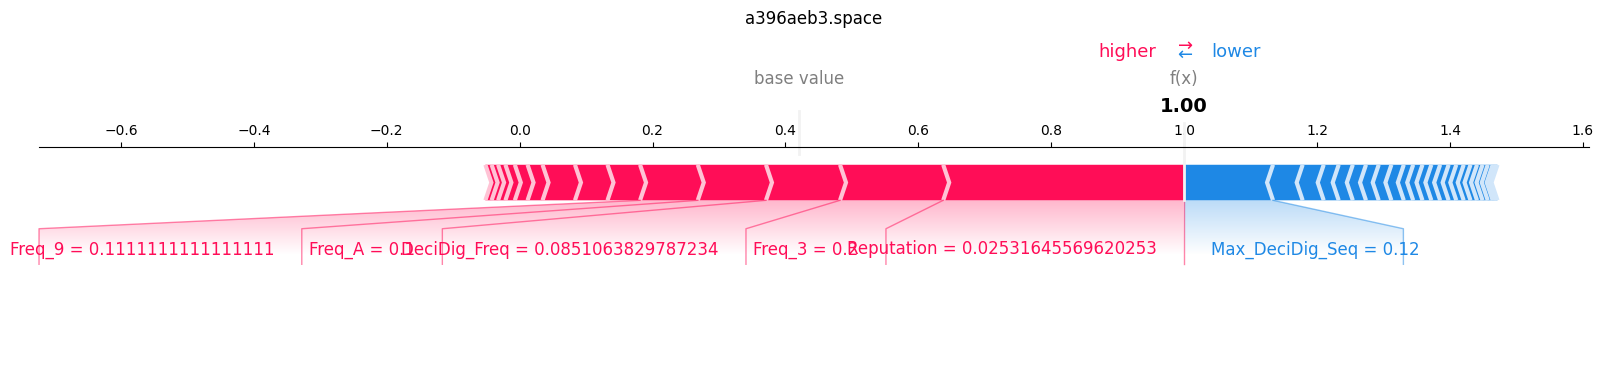 a396aeb3.space
higher → ← lower
base value f(x)
1.00
−0.6 −0.4 −0.2 0.0 0.2 0.4 0.6 0.8 1.0 1.2 1.4 1.6
Freq_9 = 0.1111111111111111 Freq_A = 0.1 DeciDig_Freq = 0.0851063829787234 Freq_3 = 0.2 Reputation = 0.02531645569620253 Max_DeciDig_Seq = 0.12